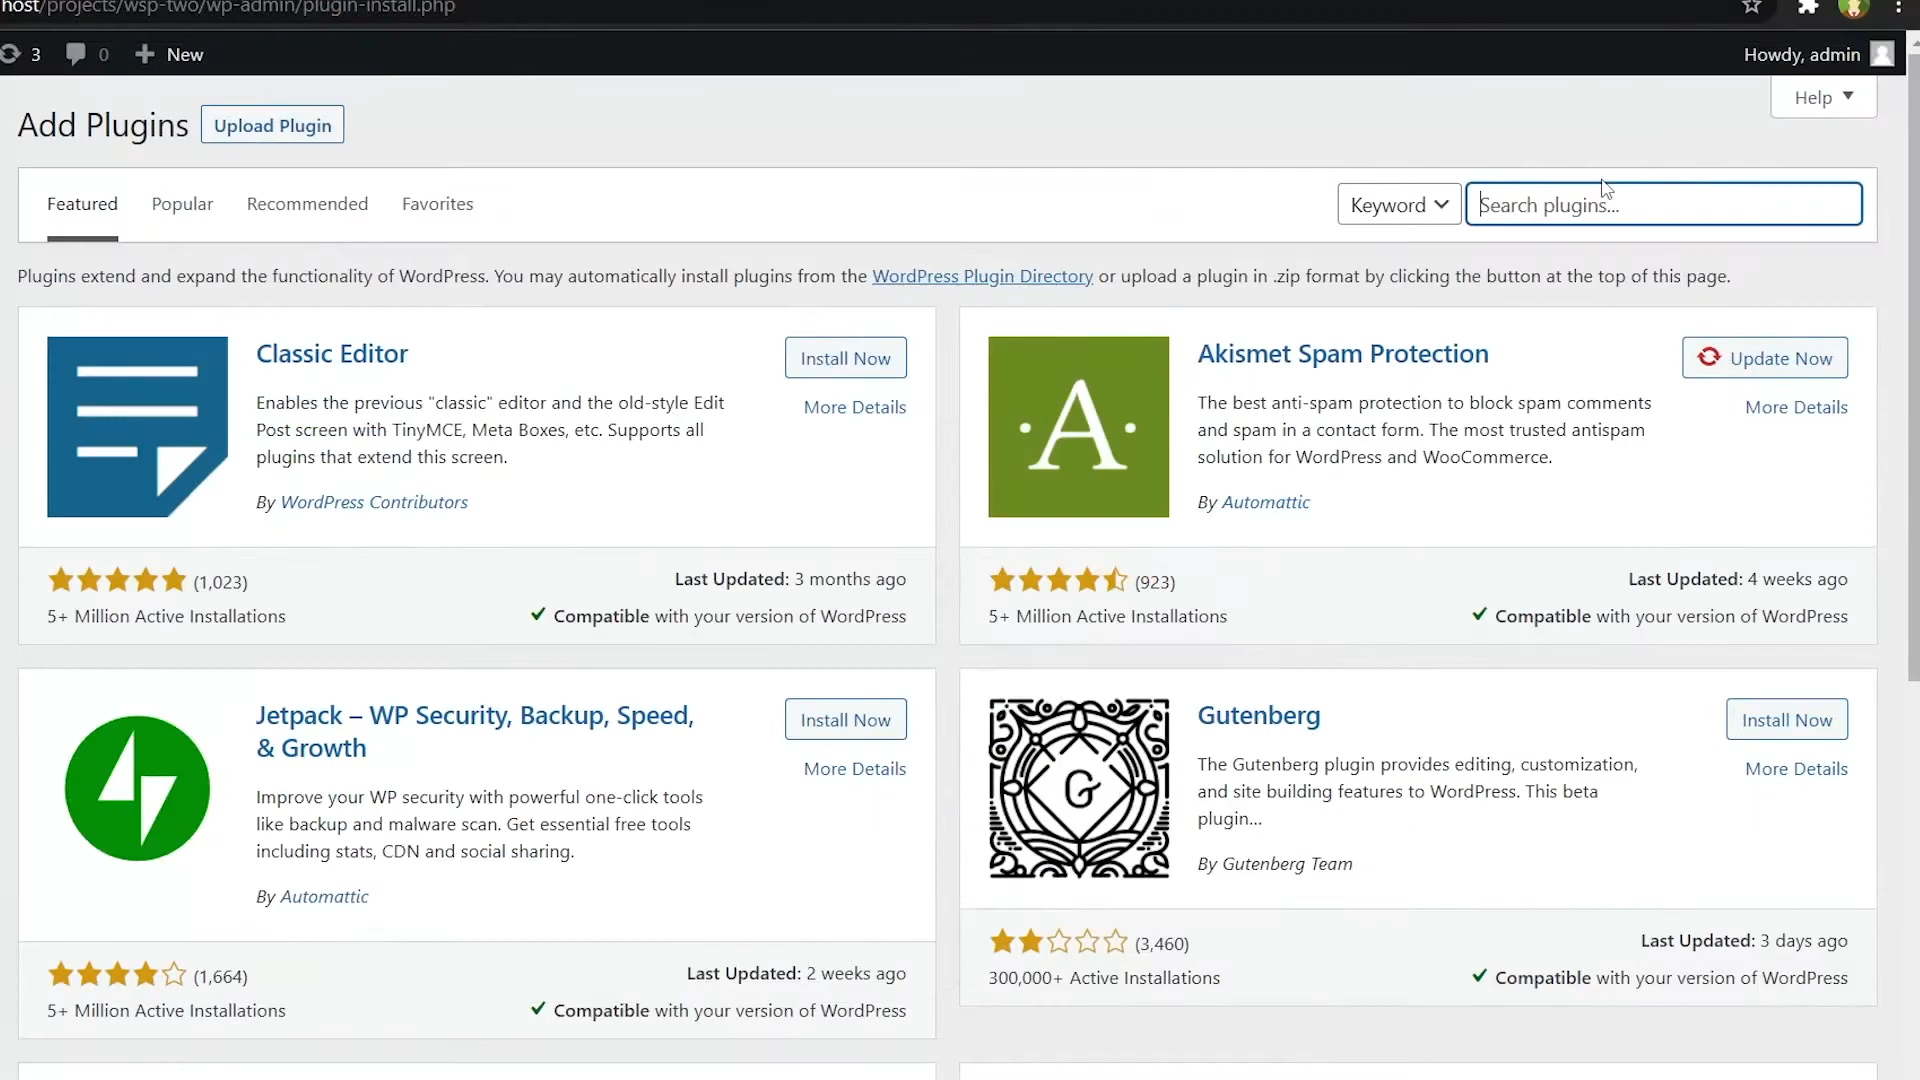 host/projects/wsp-two/wp-admin/plugin-install.php
3 0 New Howdy, admin
Help
Add Plugins Upload Plugin
Featured Popular Recommended Favorites Keyword Search plugins...
Plugins extend and expand the functionality of WordPress. You may automatically install plugins from the WordPress Plugin Directory or upload a plugin in .zip format by clicking the button at the top of this page.
Classic Editor
Install Now
More Details
Enables the previous "classic" editor and the old-style Edit
Post screen with TinyMCE, Meta Boxes, etc. Supports all
plugins that extend this screen.
By WordPress Contributors
(1,023)
Last Updated: 3 months ago
5+ Million Active Installations
Compatible with your version of WordPress
A
Akismet Spam Protection
Update Now
More Details
The best anti-spam protection to block spam comments
and spam in a contact form. The most trusted antispam
solution for WordPress and WooCommerce.
By Automattic
(923)
Last Updated: 4 weeks ago
5+ Million Active Installations
Compatible with your version of WordPress
Jetpack – WP Security, Backup, Speed,
& Growth
Install Now
More Details
Improve your WP security with powerful one-click tools
like backup and malware scan. Get essential free tools
including stats, CDN and social sharing.
By Automattic
(1,664)
Last Updated: 2 weeks ago
5+ Million Active Installations
Compatible with your version of WordPress
G
Gutenberg
Install Now
More Details
The Gutenberg plugin provides editing, customization,
and site building features to WordPress. This beta
plugin...
By Gutenberg Team
(3,460)
Last Updated: 3 days ago
300,000+ Active Installations
Compatible with your version of WordPress